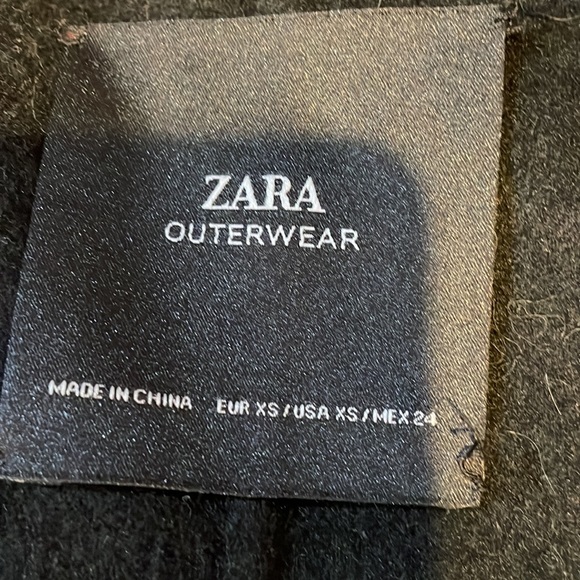 ZARA
OUTERWEAR
MADE IN CHINA EUR XS / USA XS / MEX 24